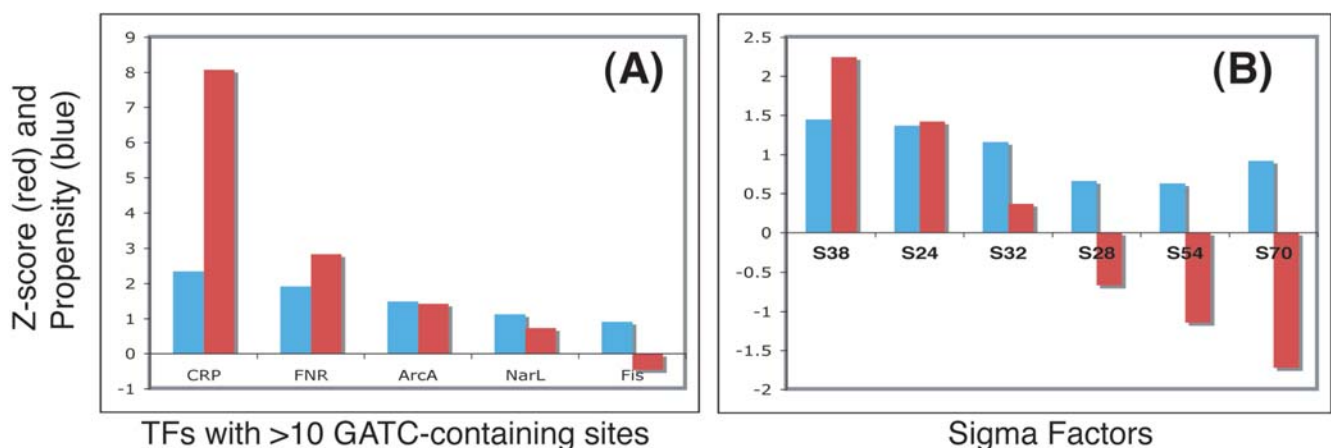 Z-score (red) and
Propensity (blue)
(A)
9
8
7
6
5
4
3
2
1
0
-1
CRP FNR ArcA NarL Fis
TFs with >10 GATC-containing sites
(B)
2.5
2
1.5
1
0.5
0
-0.5
-1
-1.5
-2
S38 S24 S32 S28 S54 S70
Sigma Factors